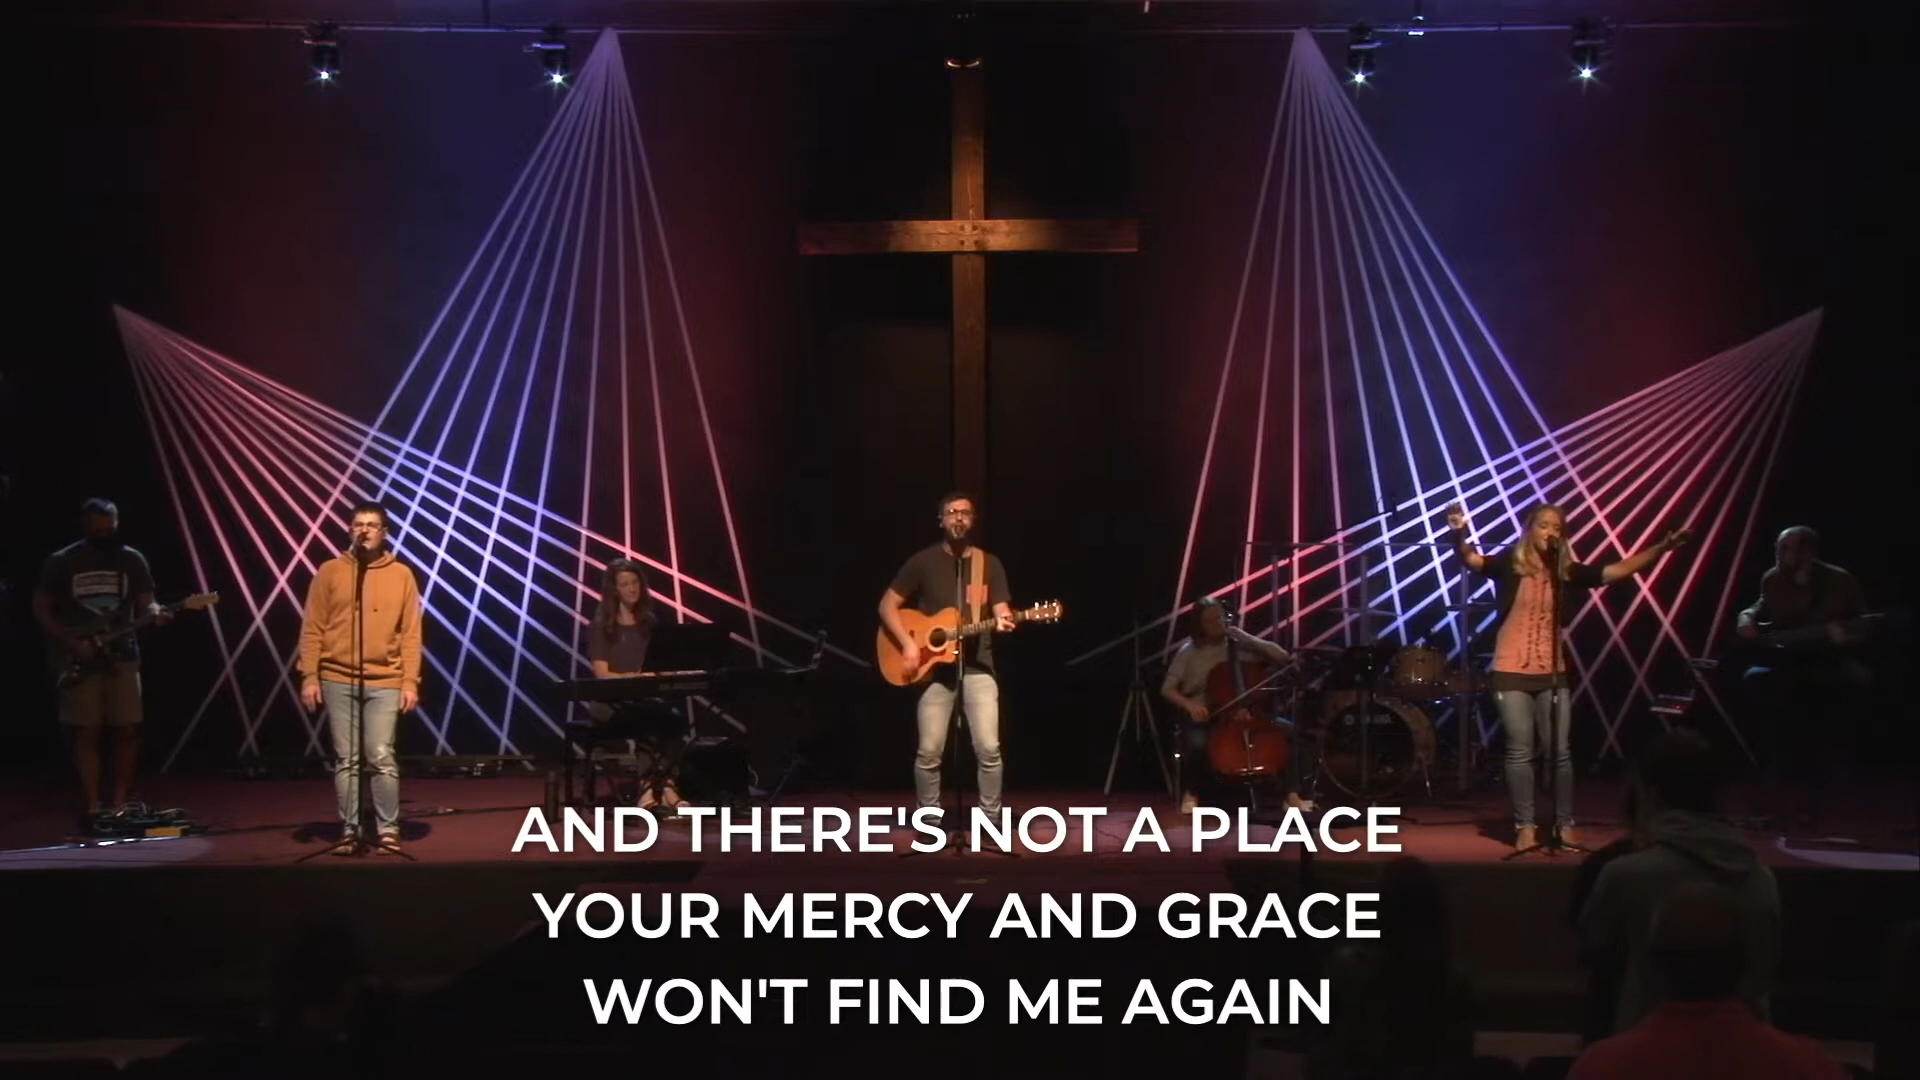 AND THERE'S NOT A PLACE
YOUR MERCY AND GRACE
WON'T FIND ME AGAIN